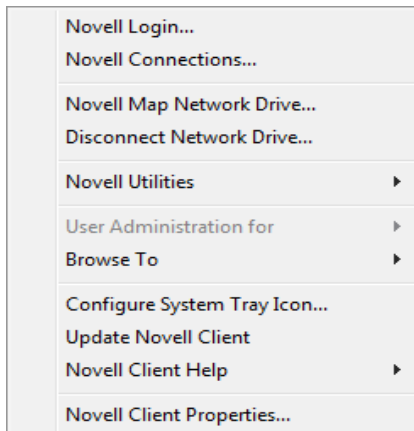 Novell Login...
Novell Connections...
Novell Map Network Drive...
Disconnect Network Drive...
Novell Utilities
User Administration for
Browse To
Configure System Tray Icon...
Update Novell Client
Novell Client Help
Novell Client Properties...